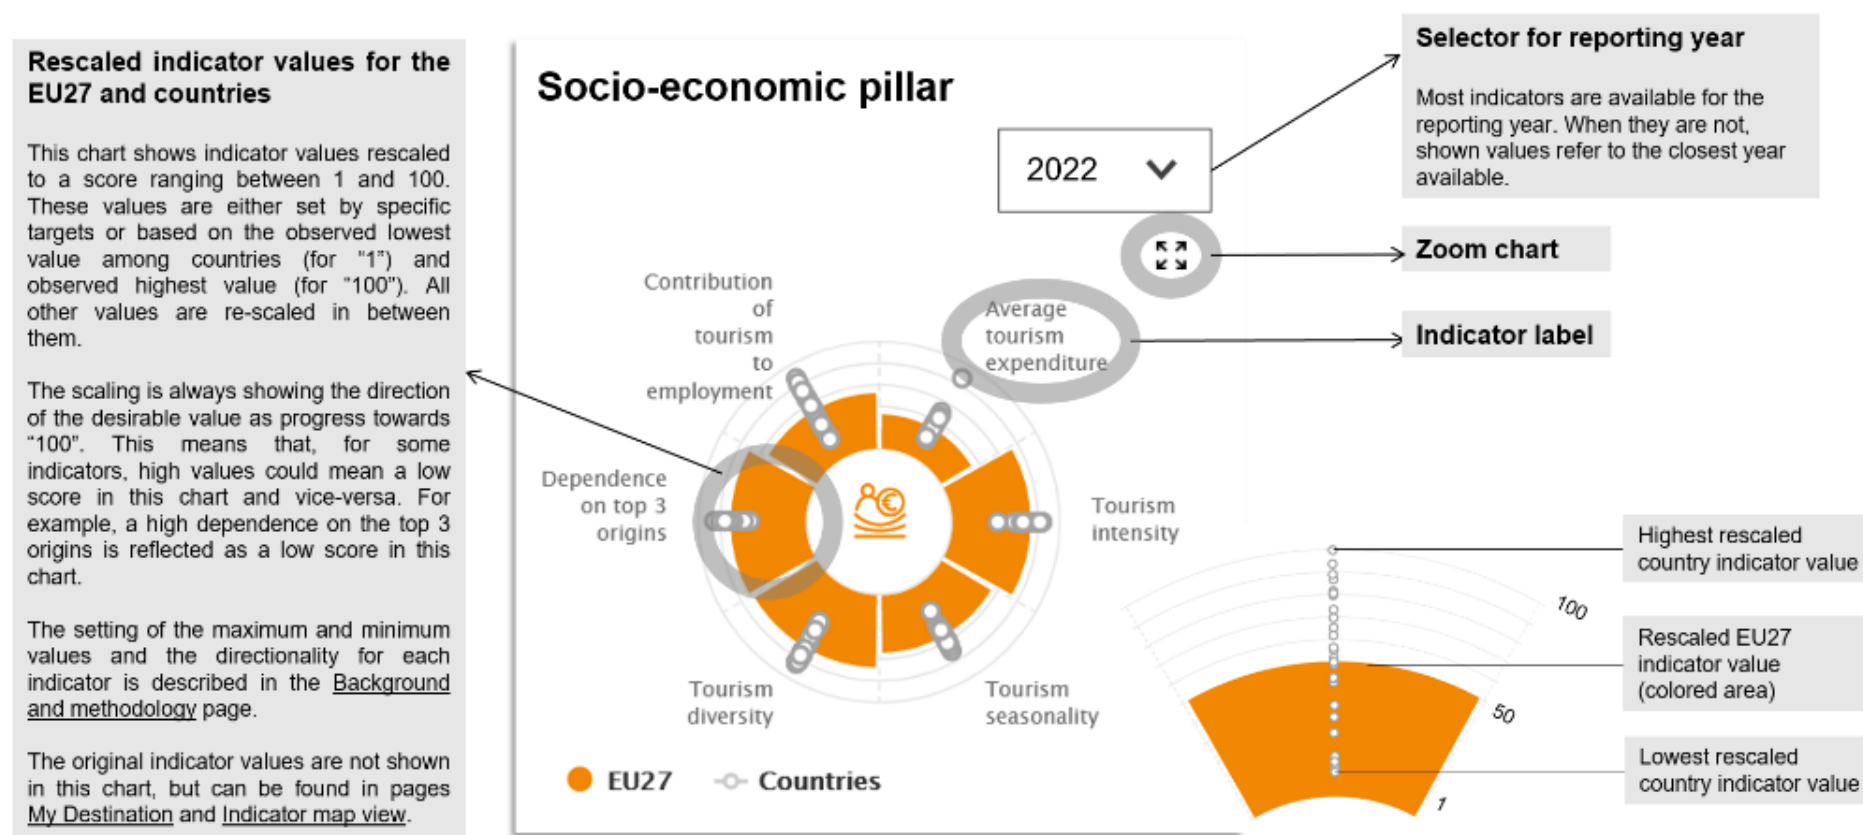 Rescaled indicator values for the
EU27 and countries
This chart shows indicator values rescaled
to a score ranging between 1 and 100.
These values are either set by specific
targets or based on the observed lowest
value among countries (for “1”) and
observed highest value (for “100”). All
other values are re-scaled in between
them.
The scaling is always showing the direction
of the desirable value as progress towards
“100”. This means that, for some
indicators, high values could mean a low
score in this chart and vice-versa. For
example, a high dependence on the top 3
origins is reflected as a low score in this
chart.
The setting of the maximum and minimum
values and the directionality for each
indicator is described in the Background
and methodology page.
The original indicator values are not shown
in this chart, but can be found in pages
My Destination and Indicator map view.
Socio-economic pillar
2022
Contribution
of
tourism
to
employment
Average
tourism
expenditure
Dependence
on top 3
origins
Tourism
intensity
Tourism
diversity
Tourism
seasonality
EU27
Countries
Selector for reporting year
Most indicators are available for the
reporting year. When they are not,
shown values refer to the closest year
available.
Zoom chart
Indicator label
100
50
1
Highest rescaled
country indicator value
Rescaled EU27
indicator value
(colored area)
Lowest rescaled
country indicator value